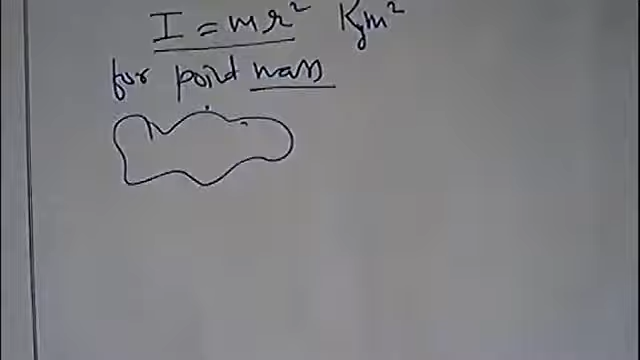 I = mr² Kgm²
for point mass